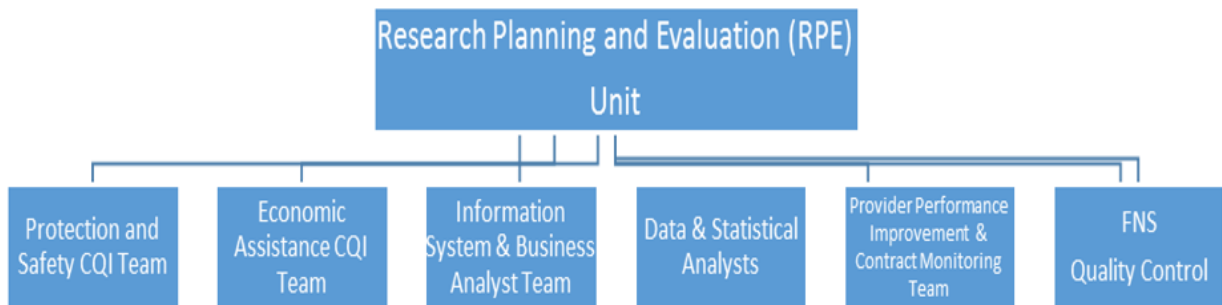 Research Planning and Evaluation (RPE)
Unit
Protection and
Safety CQI Team
Economic
Assistance CQI
Team
Information
System & Business
Analyst Team
Data & Statistical
Analysts
Provider Performance
Improvement &
Contract Monitoring
Team
FNS
Quality Control